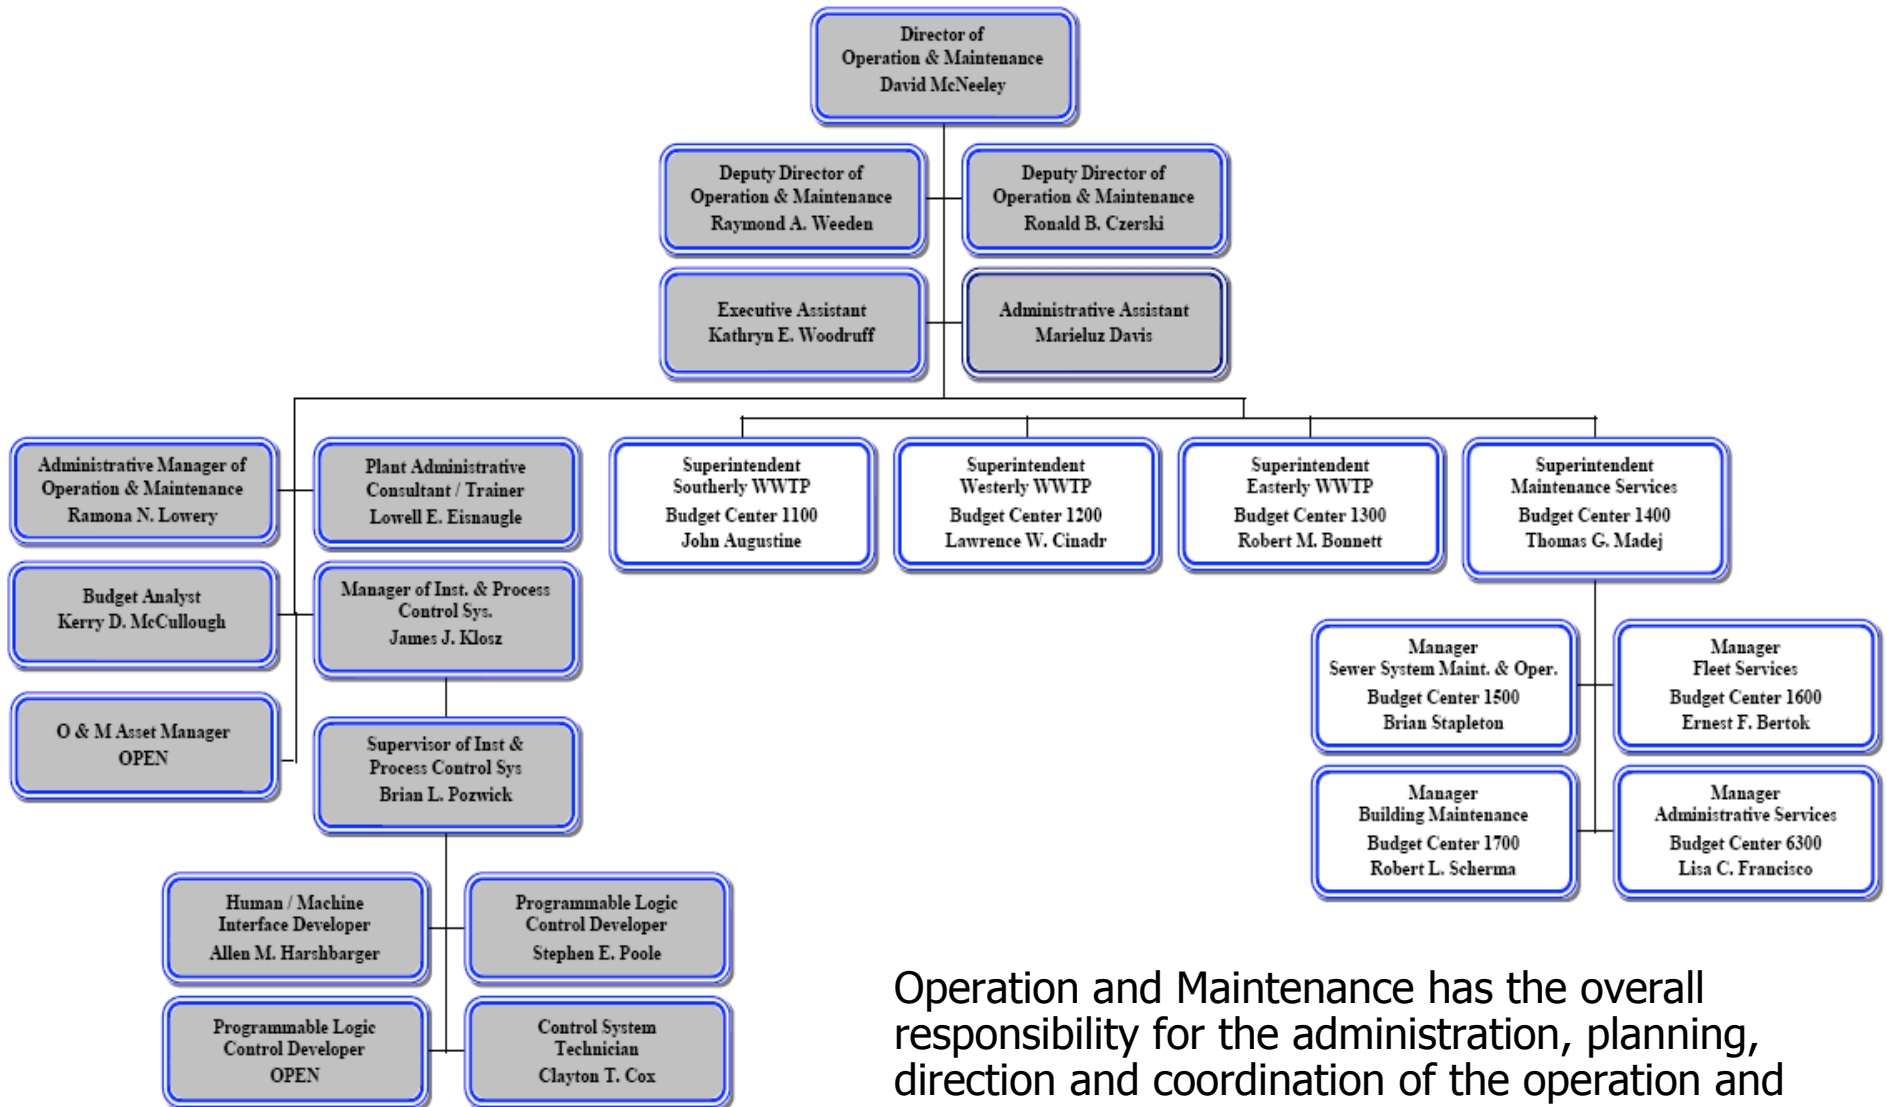 Director of
Operation & Maintenance
David McNeeley
Deputy Director of
Operation & Maintenance
Raymond A. Weeden
Deputy Director of
Operation & Maintenance
Ronald B. Czerski
Executive Assistant
Kathryn E. Woodruff
Administrative Assistant
Marieluz Davis
Administrative Manager of
Operation & Maintenance
Ramona N. Lowery
Plant Administrative
Consultant / Trainer
Lowell E. Eisnaugle
Superintendent
Southerly WWTP
Budget Center 1100
John Augustine
Superintendent
Westerly WWTP
Budget Center 1200
Lawrence W. Cinadr
Superintendent
Easterly WWTP
Budget Center 1300
Robert M. Bonnett
Superintendent
Maintenance Services
Budget Center 1400
Thomas G. Madej
Budget Analyst
Kerry D. McCullough
Manager of Inst. & Process
Control Sys.
James J. Klosz
Manager
Sewer System Maint. & Oper.
Budget Center 1500
Brian Stapleton
Manager
Fleet Services
Budget Center 1600
Ernest F. Bertok
O & M Asset Manager
OPEN
Supervisor of Inst &
Process Control Sys
Brian L. Pozwick
Manager
Building Maintenance
Budget Center 1700
Robert L. Scherma
Manager
Administrative Services
Budget Center 6300
Lisa C. Francisco
Human / Machine
Interface Developer
Allen M. Harshbarger
Programmable Logic
Control Developer
Stephen E. Poole
Programmable Logic
Control Developer
OPEN
Control System
Technician
Clayton T. Cox
Operation and Maintenance has the overall
responsibility for the administration, planning,
direction and coordination of the operation and